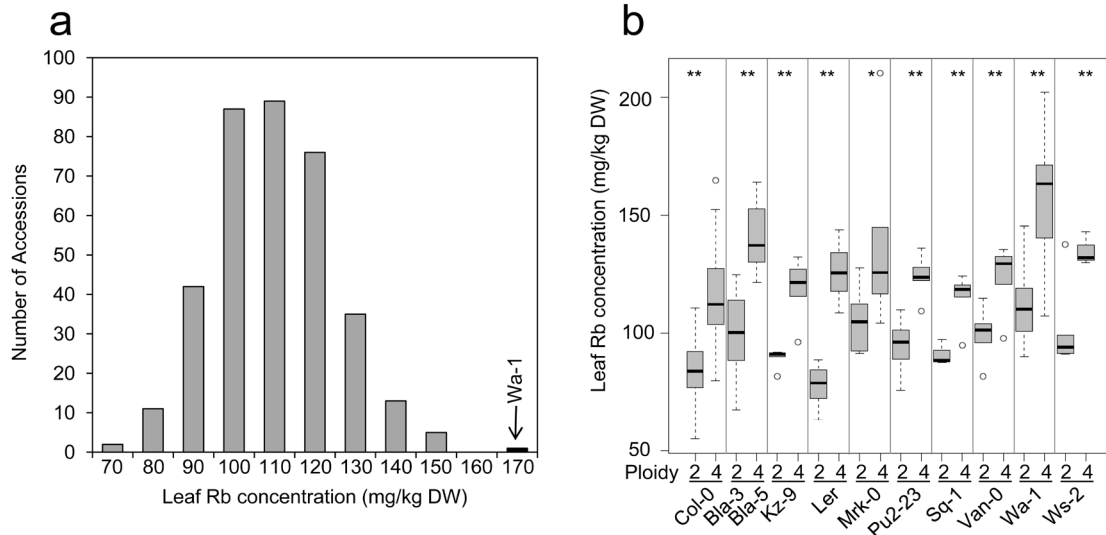 a
100
90
80
70
60
50
40
30
20
10
0
Number of Accessions
Wa-1
70 80 90 100 110 120 130 140 150 160 170
Leaf Rb concentration (mg/kg DW)
b
** ** ** ** * ** ** ** ** **
200
150
100
50
Leaf Rb concentration (mg/kg DW)
Ploidy 2 4 2 4 2 4 2 4 2 4 2 4 2 4 2 4 2 4 2 4
Col-0 Bla-3 Bla-5 Kz-9 Ler Mrk-0 Pu2-23 Sq-1 Van-0 Wa-1 Ws-2